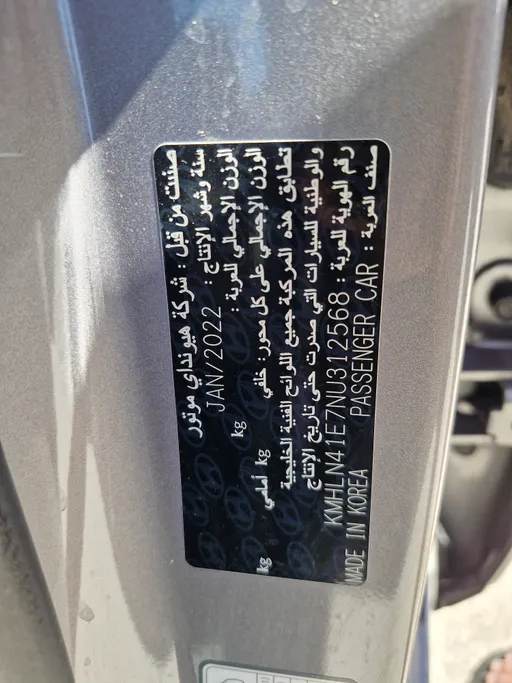 صنعت من قبل : شركة هيونداي موتور
سنة وشهر الإنتاج : JAN/2022
الوزن الإجمالي للعربة : kg
الوزن الإجمالي على كل محور: خلفي kg أمامي kg
تطابق هذه المركبة جميع اللوائح الفنية الخليجية
والوطنية للسيارات التي صدرت حتى تاريخ الإنتاج
رقم الهوية للعربة : KMHLN41E7NU312568
صنف العربة : PASSENGER CAR
MADE IN KOREA